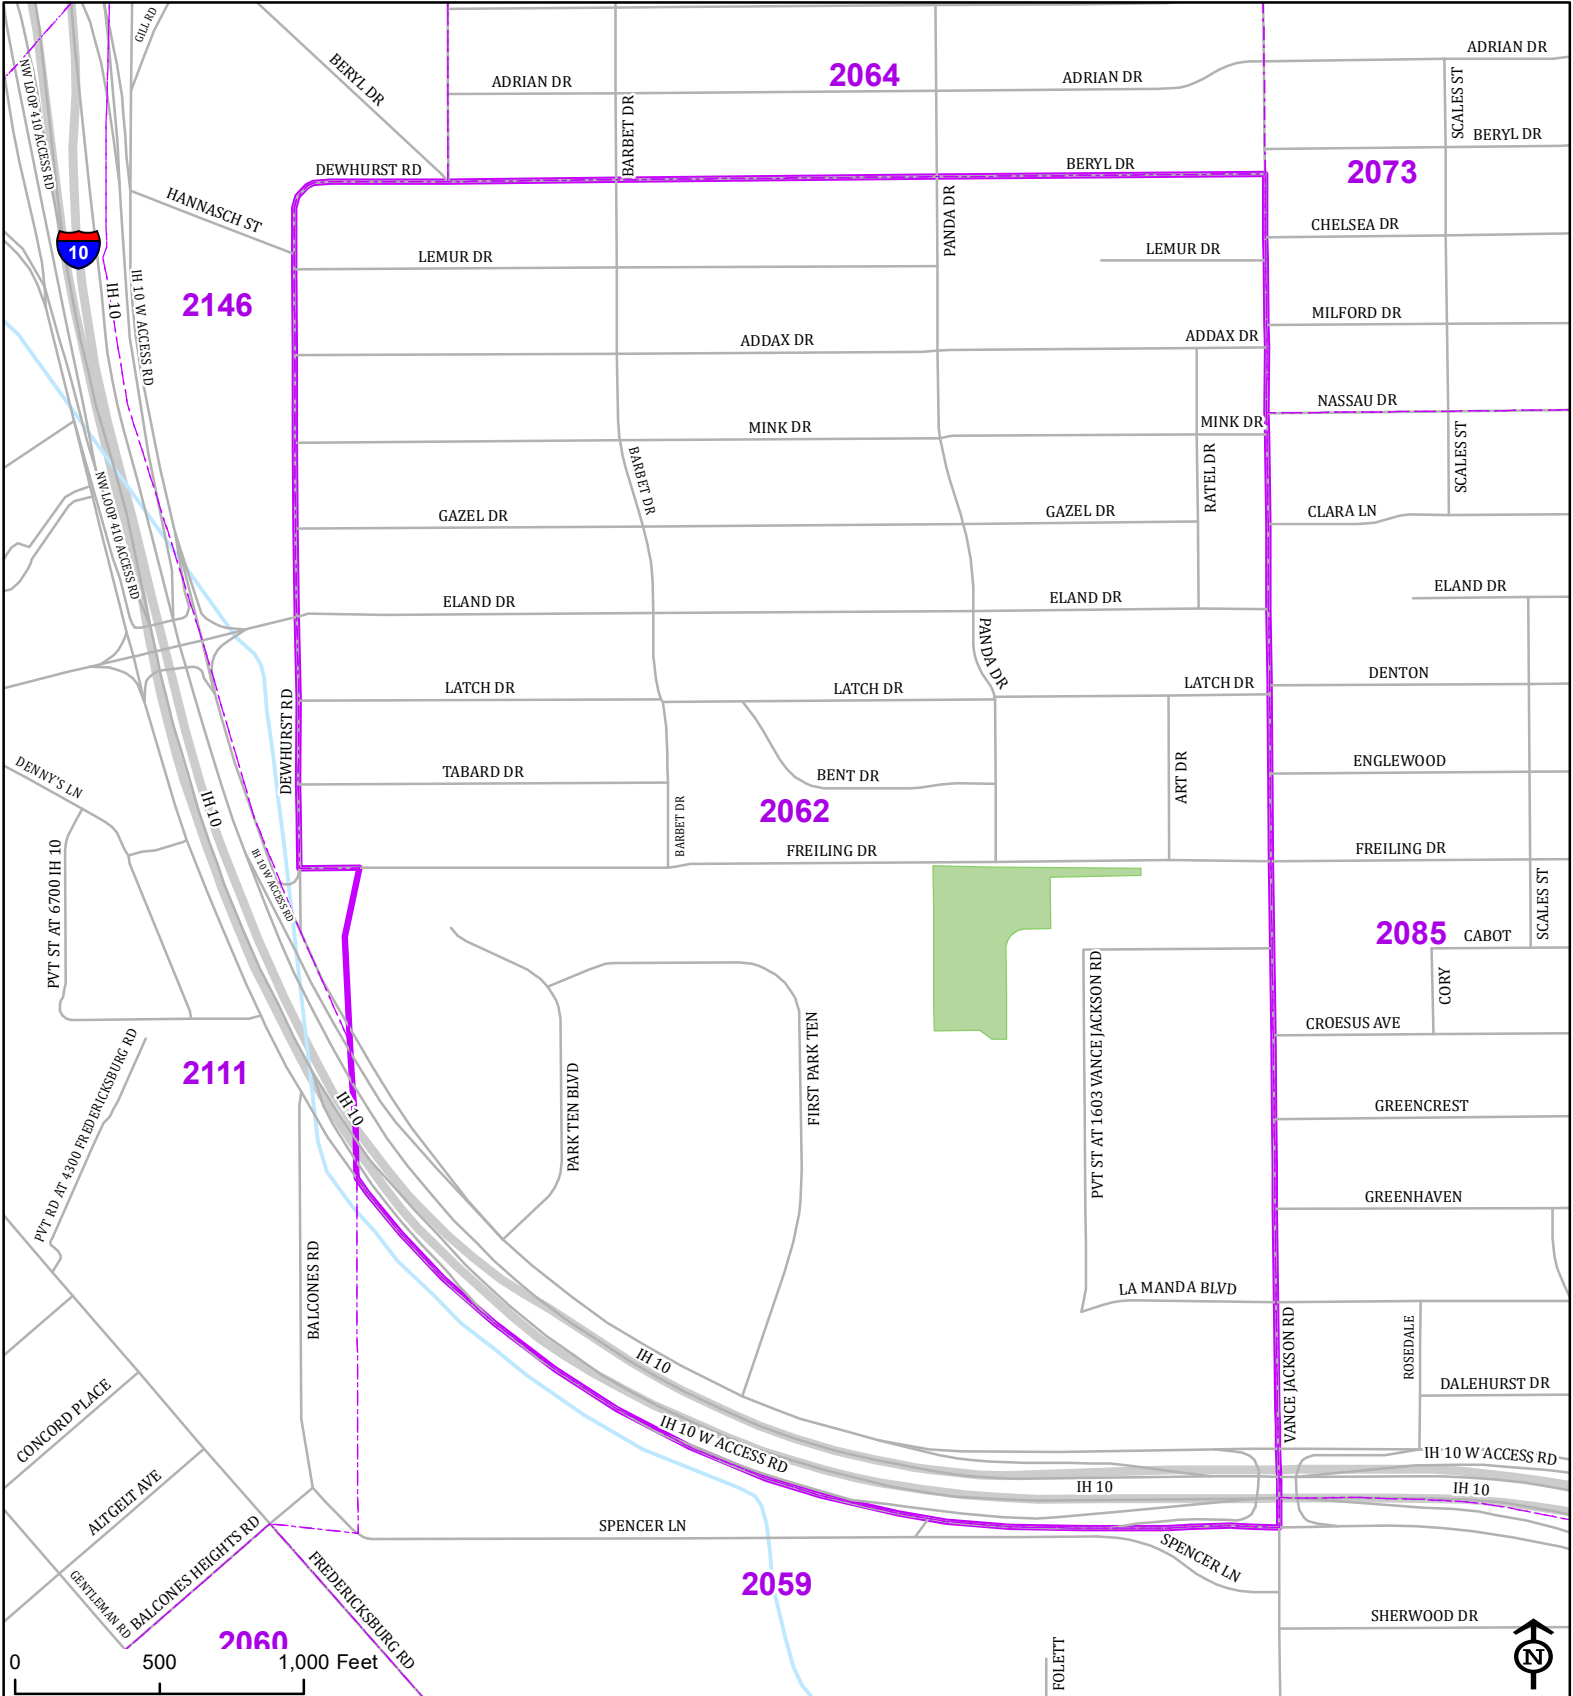 GILL RD
ADRIAN DR
BERYL DR
2064
ADRIAN DR
ADRIAN DR
NW LOOP 410 ACCESS RD
BARBET DR
SCALES ST
BERYL DR
DEWHURST RD
BERYL DR
2073
HANNASCH ST
PANDA DR
CHELSEA DR
10
LEMUR DR
LEMUR DR
IH 10
IH 10 W ACCESS RD
2146
MILFORD DR
ADDAX DR
ADDAX DR
NASSAU DR
MINK DR
MINK DR
BARBET DR
RATEL DR
SCALES ST
NW LOOP 410 ACCESS RD
GAZEL DR
GAZEL DR
CLARA LN
ELAND DR
ELAND DR
ELAND DR
PANDA DR
LATCH DR
LATCH DR
LATCH DR
DENTON
DEWHURST RD
DENNY'S LN
TABARD DR
BENT DR
ART DR
ENGLEWOOD
IH 10
2062
BARBET DR
FREILING DR
FREILING DR
IH 10 W ACCESS RD
PVT ST AT 6700 IH 10
SCALES ST
2085
CABOT
CORY
PVT ST AT 1603 VANCE JACKSON RD
CROESUS AVE
2111
PVT RD AT 4300 FREDERICKSBURG RD
IH 10
PARK TEN BLVD
FIRST PARK TEN
GREENCREST
GREENHAVEN
BALCONES RD
LA MANDA BLVD
VANCE JACKSON RD
ROSEDALE
IH 10
DALEHURST DR
CONCORD PLACE
IH 10 W ACCESS RD
IH 10 W ACCESS RD
IH 10
IH 10
ALTGELT AVE
SPENCER LN
SPENCER LN
BALCONES HEIGHTS RD
GENTLEMAN RD
FREDERICKSBURG RD
2059
SHERWOOD DR
2060
FOLETT
N
0 500 1,000 Feet